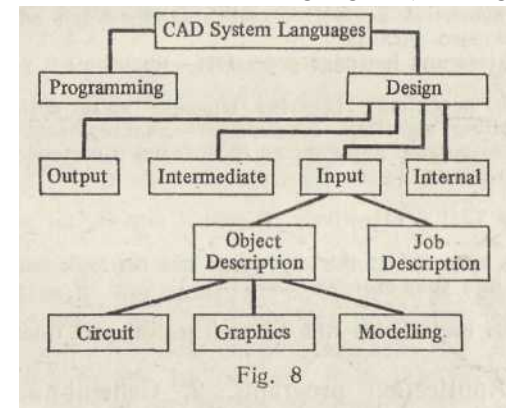 CAD System Languages
Programming
Design
Output
Intermediate
Input
Internal
Object
Description
Job
Description
Circuit
Graphics
Modelling
Fig. 8